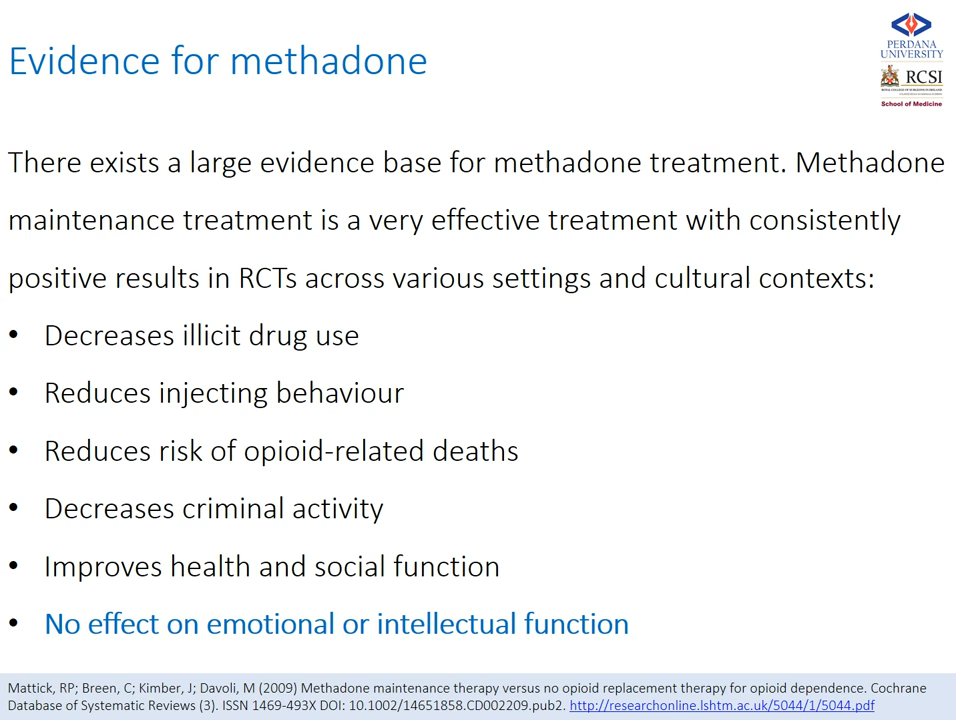 Evidence for methadone
PERDANA
UNIVERSITY
RCSI
School of Medicine
There exists a large evidence base for methadone treatment. Methadone
maintenance treatment is a very effective treatment with consistently
positive results in RCTs across various settings and cultural contexts:
• Decreases illicit drug use
• Reduces injecting behaviour
• Reduces risk of opioid-related deaths
• Decreases criminal activity
• Improves health and social function
• No effect on emotional or intellectual function
Mattick, RP; Breen, C; Kimber, J; Davoli, M (2009) Methadone maintenance therapy versus no opioid replacement therapy for opioid dependence. Cochrane
Database of Systematic Reviews (3). ISSN 1469-493X DOI: 10.1002/14651858.CD002209.pub2. http://researchonline.lshtm.ac.uk/5044/1/5044.pdf